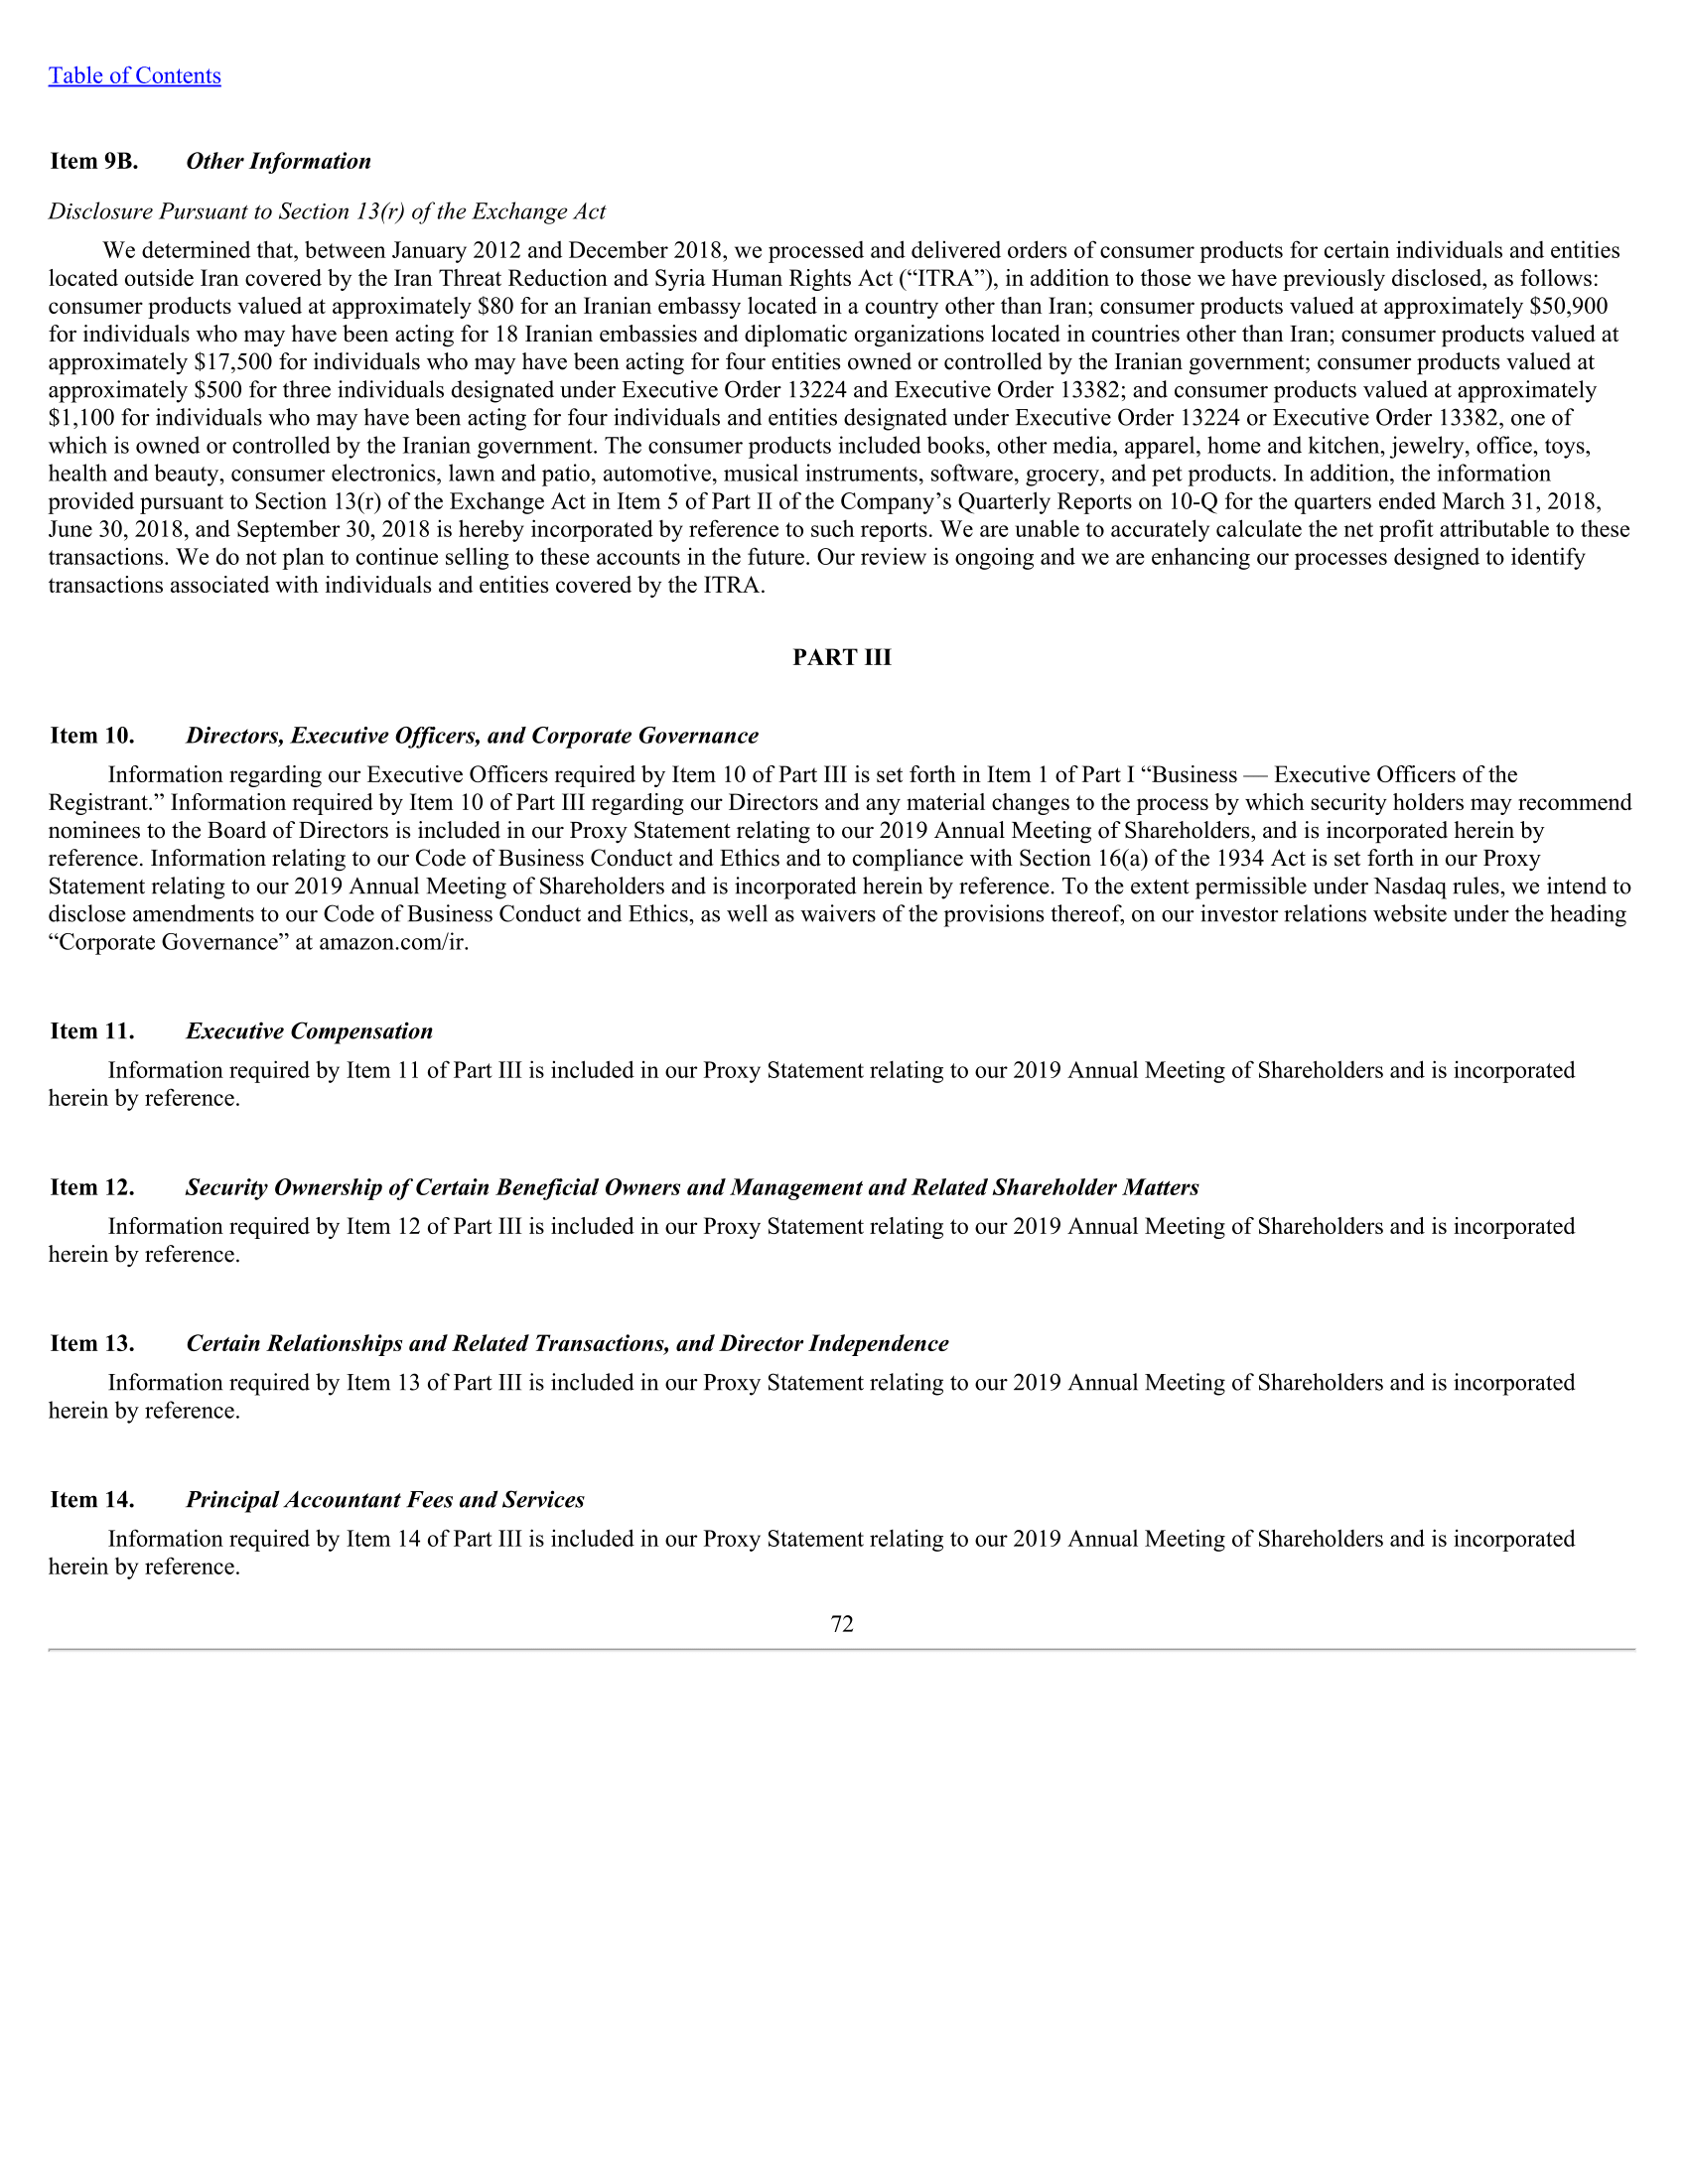 Table of Contents
Item 9B. Other Information
Disclosure Pursuant to Section 13(r) of the Exchange Act
We determined that, between January 2012 and December 2018, we processed and delivered orders of consumer products for certain individuals and entities
located outside Iran covered by the Iran Threat Reduction and Syria Human Rights Act (“ITRA”), in addition to those we have previously disclosed, as follows:
consumer products valued at approximately $80 for an Iranian embassy located in a country other than Iran; consumer products valued at approximately $50,900
for individuals who may have been acting for 18 Iranian embassies and diplomatic organizations located in countries other than Iran; consumer products valued at
approximately $17,500 for individuals who may have been acting for four entities owned or controlled by the Iranian government; consumer products valued at
approximately $500 for three individuals designated under Executive Order 13224 and Executive Order 13382; and consumer products valued at approximately
$1,100 for individuals who may have been acting for four individuals and entities designated under Executive Order 13224 or Executive Order 13382, one of
which is owned or controlled by the Iranian government. The consumer products included books, other media, apparel, home and kitchen, jewelry, office, toys,
health and beauty, consumer electronics, lawn and patio, automotive, musical instruments, software, grocery, and pet products. In addition, the information
provided pursuant to Section 13(r) of the Exchange Act in Item 5 of Part II of the Company’s Quarterly Reports on 10-Q for the quarters ended March 31, 2018,
June 30, 2018, and September 30, 2018 is hereby incorporated by reference to such reports. We are unable to accurately calculate the net profit attributable to these
transactions. We do not plan to continue selling to these accounts in the future. Our review is ongoing and we are enhancing our processes designed to identify
transactions associated with individuals and entities covered by the ITRA.
PART III
Item 10. Directors, Executive Officers, and Corporate Governance
Information regarding our Executive Officers required by Item 10 of Part III is set forth in Item 1 of Part I “Business — Executive Officers of the
Registrant.” Information required by Item 10 of Part III regarding our Directors and any material changes to the process by which security holders may recommend
nominees to the Board of Directors is included in our Proxy Statement relating to our 2019 Annual Meeting of Shareholders, and is incorporated herein by
reference. Information relating to our Code of Business Conduct and Ethics and to compliance with Section 16(a) of the 1934 Act is set forth in our Proxy
Statement relating to our 2019 Annual Meeting of Shareholders and is incorporated herein by reference. To the extent permissible under Nasdaq rules, we intend to
disclose amendments to our Code of Business Conduct and Ethics, as well as waivers of the provisions thereof, on our investor relations website under the heading
“Corporate Governance” at amazon.com/ir.
Item 11. Executive Compensation
Information required by Item 11 of Part III is included in our Proxy Statement relating to our 2019 Annual Meeting of Shareholders and is incorporated
herein by reference.
Item 12. Security Ownership of Certain Beneficial Owners and Management and Related Shareholder Matters
Information required by Item 12 of Part III is included in our Proxy Statement relating to our 2019 Annual Meeting of Shareholders and is incorporated
herein by reference.
Item 13. Certain Relationships and Related Transactions, and Director Independence
Information required by Item 13 of Part III is included in our Proxy Statement relating to our 2019 Annual Meeting of Shareholders and is incorporated
herein by reference.
Item 14. Principal Accountant Fees and Services
Information required by Item 14 of Part III is included in our Proxy Statement relating to our 2019 Annual Meeting of Shareholders and is incorporated
herein by reference.
72